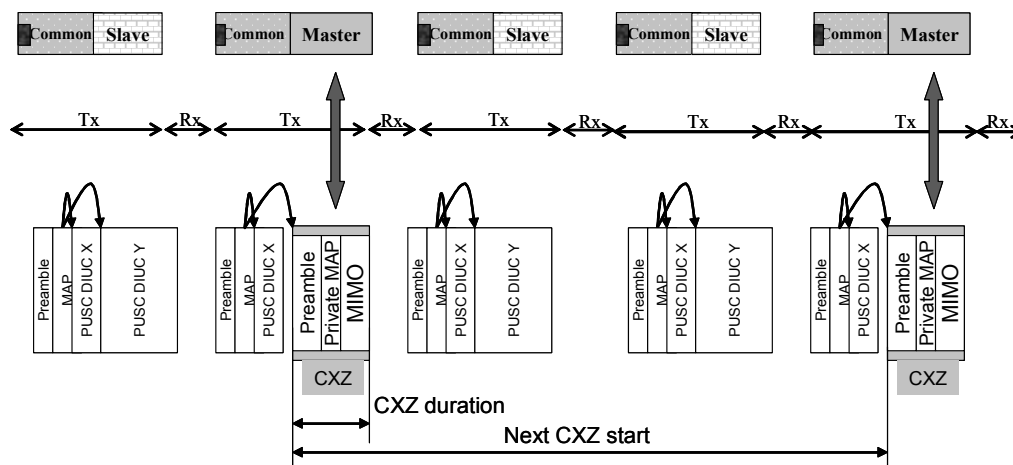 Common Slave Common Master Common Slave Common Slave Common Master
Tx Rx Tx Rx Tx Rx Tx Rx Tx Rx
Preamble
MAP
PUSC DIUC X
PUSC DIUC Y
Preamble
MAP
PUSC DIUC X
Preamble
Private MAP
MIMO
Preamble
MAP
PUSC DIUC X
PUSC DIUC Y
Preamble
MAP
PUSC DIUC X
PUSC DIUC Y
Preamble
MAP
PUSC DIUC X
Preamble
Private MAP
MIMO
CXZ CXZ
CXZ duration
Next CXZ start